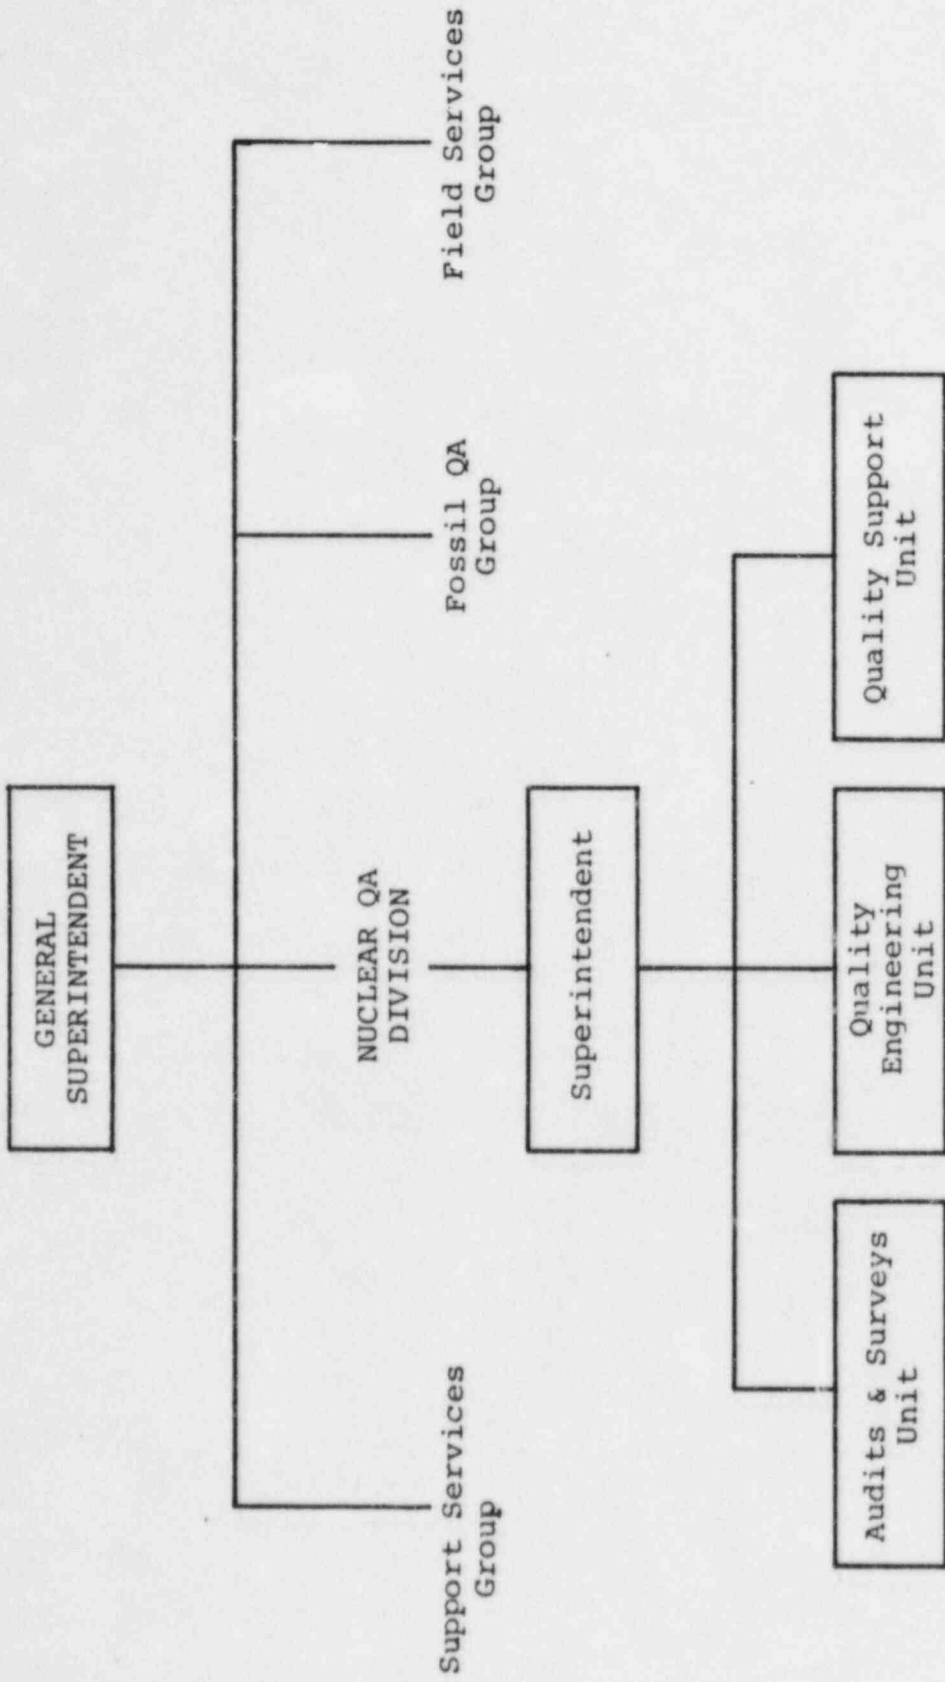 GENERAL
SUPERINTENDENT
NUCLEAR QA
DIVISION
Support Services
Group
Fossil QA
Group
Field Services
Group
Superintendent
Audits & Surveys
Unit
Quality
Engineering
Unit
Quality Support
Unit